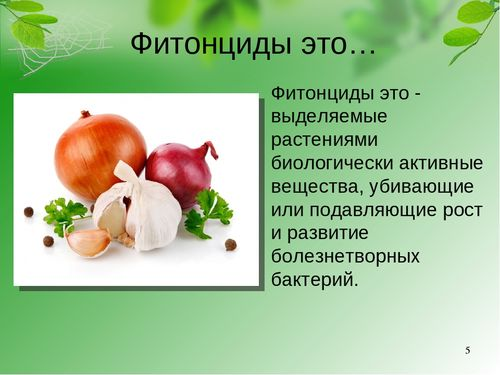 Фитонциды это…
Фитонциды это -
выделяемые
растениями
биологически активные
вещества, убивающие
или подавляющие рост
и развитие
болезнетворных
бактерий.
5